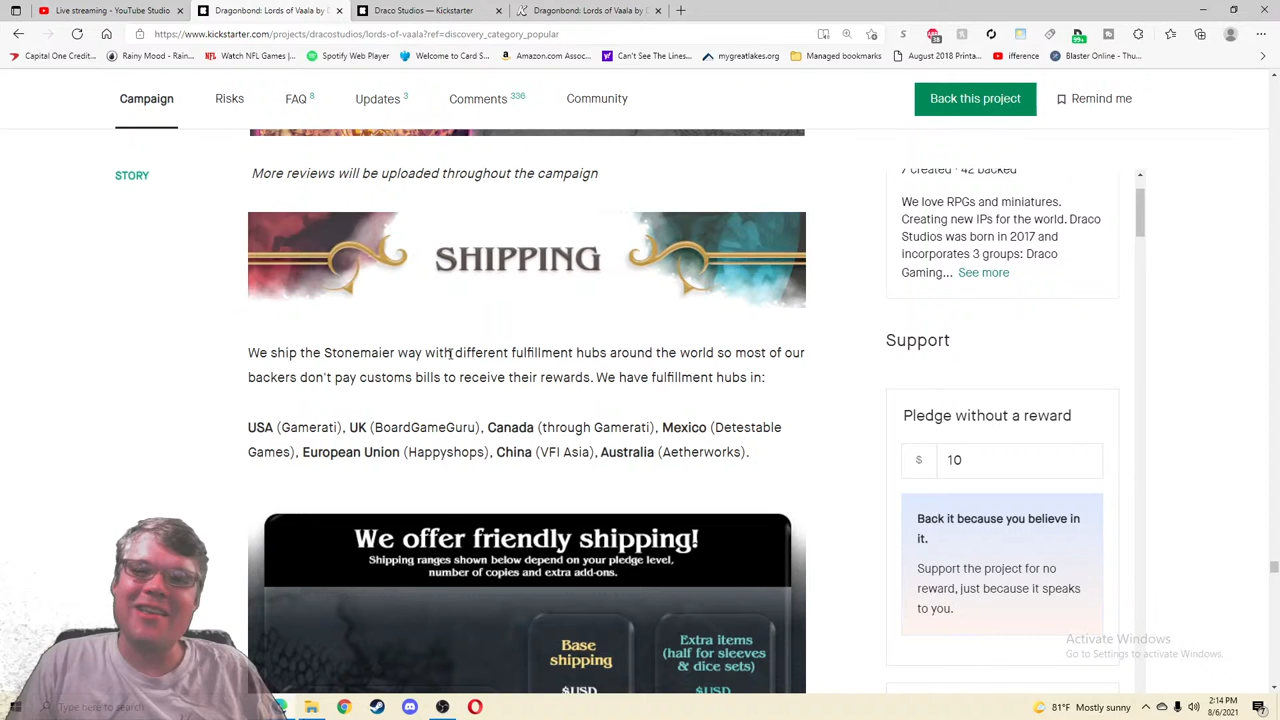 Live streaming - YouTube Studio
Dragonbond: Lords of Vaala by D
Draco Studios — Kickstarter
Dragonbond: Lords of Vaala by D
https://www.kickstarter.com/projects/dracostudios/lords-of-vaala?ref=discovery_category_popular
Capital One Credit...
Rainy Mood - Rain...
Watch NFL Games |...
Spotify Web Player
Welcome to Card S...
Amazon.com Assoc...
Can't See The Lines...
mygreatlakes.org
Managed bookmarks
August 2018 Printa...
ifference
Blaster Online - Thu...
Campaign
Risks
FAQ 8
Updates 3
Comments 336
Community
Back this project
Remind me
STORY
More reviews will be uploaded throughout the campaign
SHIPPING
We ship the Stonemaier way with different fulfillment hubs around the world so most of our
backers don't pay customs bills to receive their rewards. We have fulfillment hubs in:
USA (Gamerati), UK (BoardGameGuru), Canada (through Gamerati), Mexico (Detestable
Games), European Union (Happyshops), China (VFI Asia), Australia (Aetherworks).
We offer friendly shipping!
Shipping ranges shown below depend on your pledge level,
number of copies and extra add-ons.
Base
shipping
$USD
Extra items
(half for sleeves
& dice sets)
$USD
7 created · 42 backed
We love RPGs and miniatures.
Creating new IPs for the world. Draco
Studios was born in 2017 and
incorporates 3 groups: Draco
Gaming... See more
Support
Pledge without a reward
$ 10
Back it because you believe in
it.
Support the project for no
reward, just because it speaks
to you.
Activate Windows
Go to Settings to activate Windows.
Type here to search
81°F Mostly sunny
2:14 PM
8/6/2021